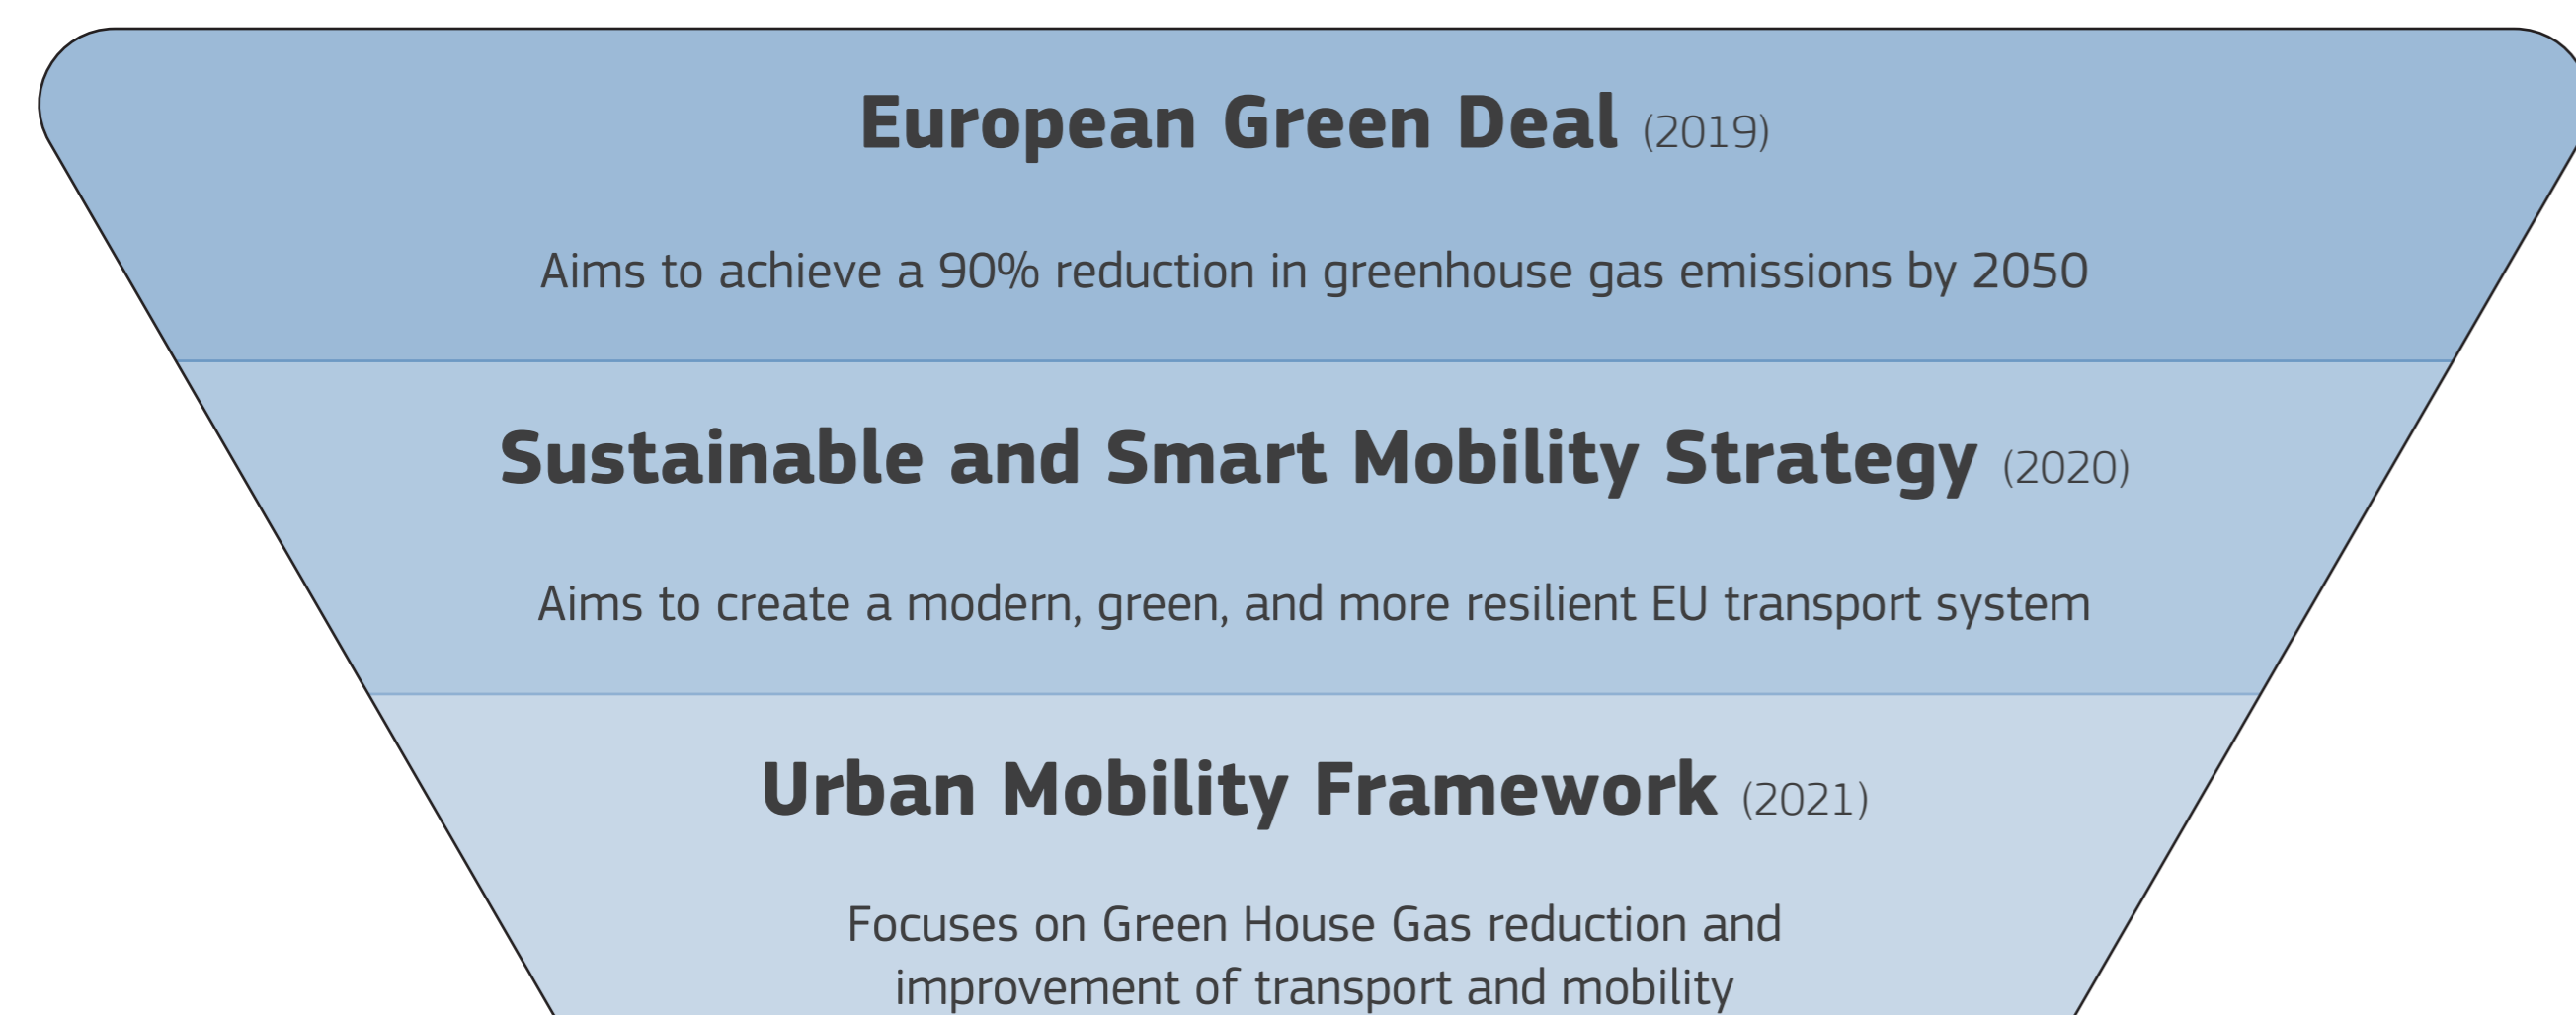 European Green Deal (2019)
Aims to achieve a 90% reduction in greenhouse gas emissions by 2050
Sustainable and Smart Mobility Strategy (2020)
Aims to create a modern, green, and more resilient EU transport system
Urban Mobility Framework (2021)
Focuses on Green House Gas reduction and
improvement of transport and mobility